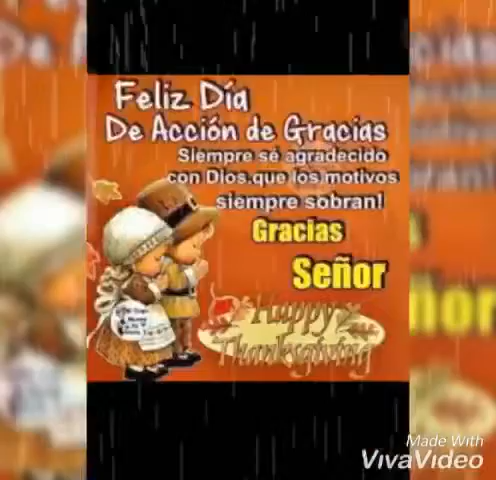 Feliz Día
De Acción de Gracias
Siempre sé agradecido
con Dios.que los motivos
siempre sobran!
Gracias
Señor
Happy
Thanksgiving
Made With
VivaVideo